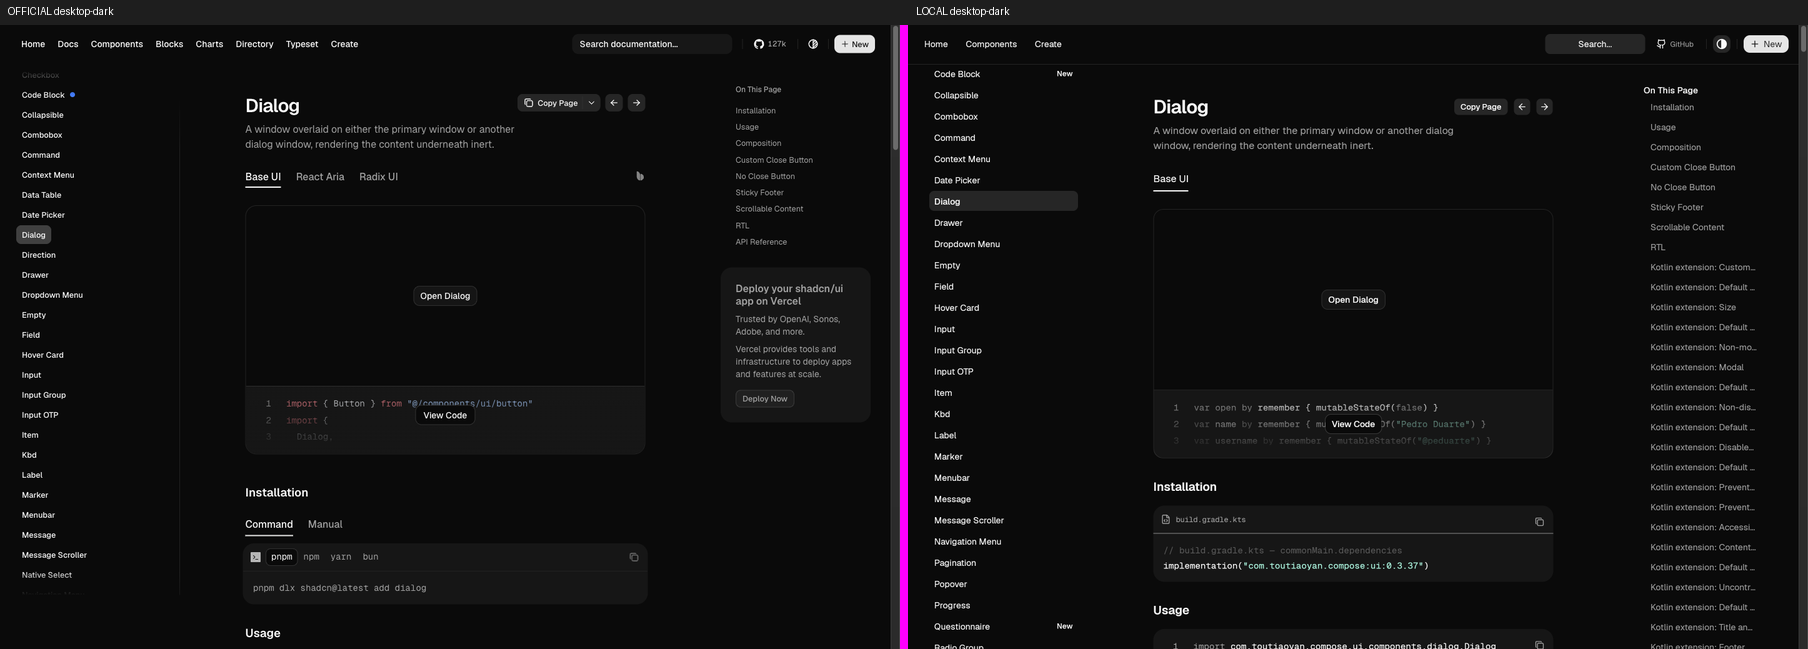 OFFICIAL desktop-dark
Home Docs Components Blocks Charts Directory Typeset Create
Search documentation...
127k
+ New
Checkbox
Code Block
Collapsible
Combobox
Command
Context Menu
Data Table
Date Picker
Dialog
Direction
Drawer
Dropdown Menu
Empty
Field
Hover Card
Input
Input Group
Input OTP
Item
Kbd
Label
Marker
Menubar
Message
Message Scroller
Native Select
Dialog
Copy Page
A window overlaid on either the primary window or another
dialog window, rendering the content underneath inert.
Base UI React Aria Radix UI
Open Dialog
1 import { Button } from "@/components/ui/button"
2 import {
3 Dialog,
View Code
Installation
Command Manual
pnpm npm yarn bun
pnpm dlx shadcn@latest add dialog
Usage
On This Page
Installation
Usage
Composition
Custom Close Button
No Close Button
Sticky Footer
Scrollable Content
RTL
API Reference
Deploy your shadcn/ui
app on Vercel
Trusted by OpenAI, Sonos,
Adobe, and more.
Vercel provides tools and
infrastructure to deploy apps
and features at scale.
Deploy Now
LOCAL desktop-dark
Home Components Create
Search...
GitHub
+ New
Code Block New
Collapsible
Combobox
Command
Context Menu
Date Picker
Dialog
Drawer
Dropdown Menu
Empty
Field
Hover Card
Input
Input Group
Input OTP
Item
Kbd
Label
Marker
Menubar
Message
Message Scroller
Navigation Menu
Pagination
Popover
Progress
Questionnaire New
Radio Group
Dialog
Copy Page
A window overlaid on either the primary window or another dialog
window, rendering the content underneath inert.
Base UI
Open Dialog
1 var open by remember { mutableStateOf(false) }
2 var name by remember { mu Of("Pedro Duarte") }
3 var username by remember { mutableStateOf("@peduarte") }
View Code
Installation
build.gradle.kts
// build.gradle.kts — commonMain.dependencies
implementation("com.toutiaoyan.compose:ui:0.3.37")
Usage
1 import com.toutiaoyan.compose.ui.components.dialog.Dialog
On This Page
Installation
Usage
Composition
Custom Close Button
No Close Button
Sticky Footer
Scrollable Content
RTL
Kotlin extension: Custom...
Kotlin extension: Default ...
Kotlin extension: Size
Kotlin extension: Default ...
Kotlin extension: Non-mo...
Kotlin extension: Modal
Kotlin extension: Default ...
Kotlin extension: Non-dis...
Kotlin extension: Default ...
Kotlin extension: Disable...
Kotlin extension: Default ...
Kotlin extension: Prevent...
Kotlin extension: Prevent...
Kotlin extension: Accessi...
Kotlin extension: Content...
Kotlin extension: Default ...
Kotlin extension: Uncontr...
Kotlin extension: Default ...
Kotlin extension: Title an...
Kotlin extension: Footer